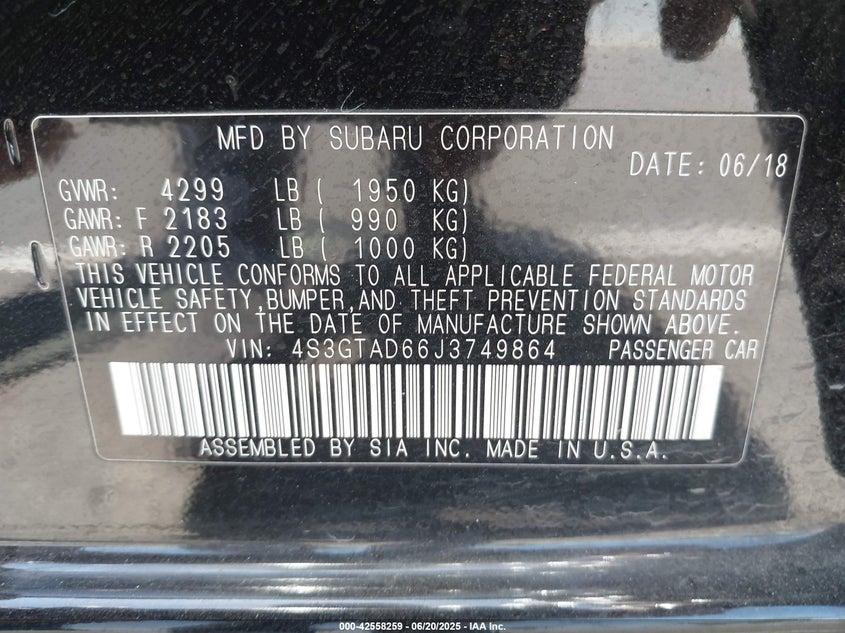 MFD BY SUBARU CORPORATION
DATE: 06/18
GVWR: 4299 LB ( 1950 KG)
GAWR: F 2183 LB ( 990 KG)
GAWR: R 2205 LB ( 1000 KG)
THIS VEHICLE CONFORMS TO ALL APPLICABLE FEDERAL MOTOR
VEHICLE SAFETY,BUMPER,AND THEFT PREVENTION STANDARDS
IN EFFECT ON THE DATE OF MANUFACTURE SHOWN ABOVE.
VIN: 4S3GTAD66J3749864 PASSENGER CAR
ASSEMBLED BY SIA INC. MADE IN U.S.A.
000-42558259 - 06/20/2025 - IAA Inc.